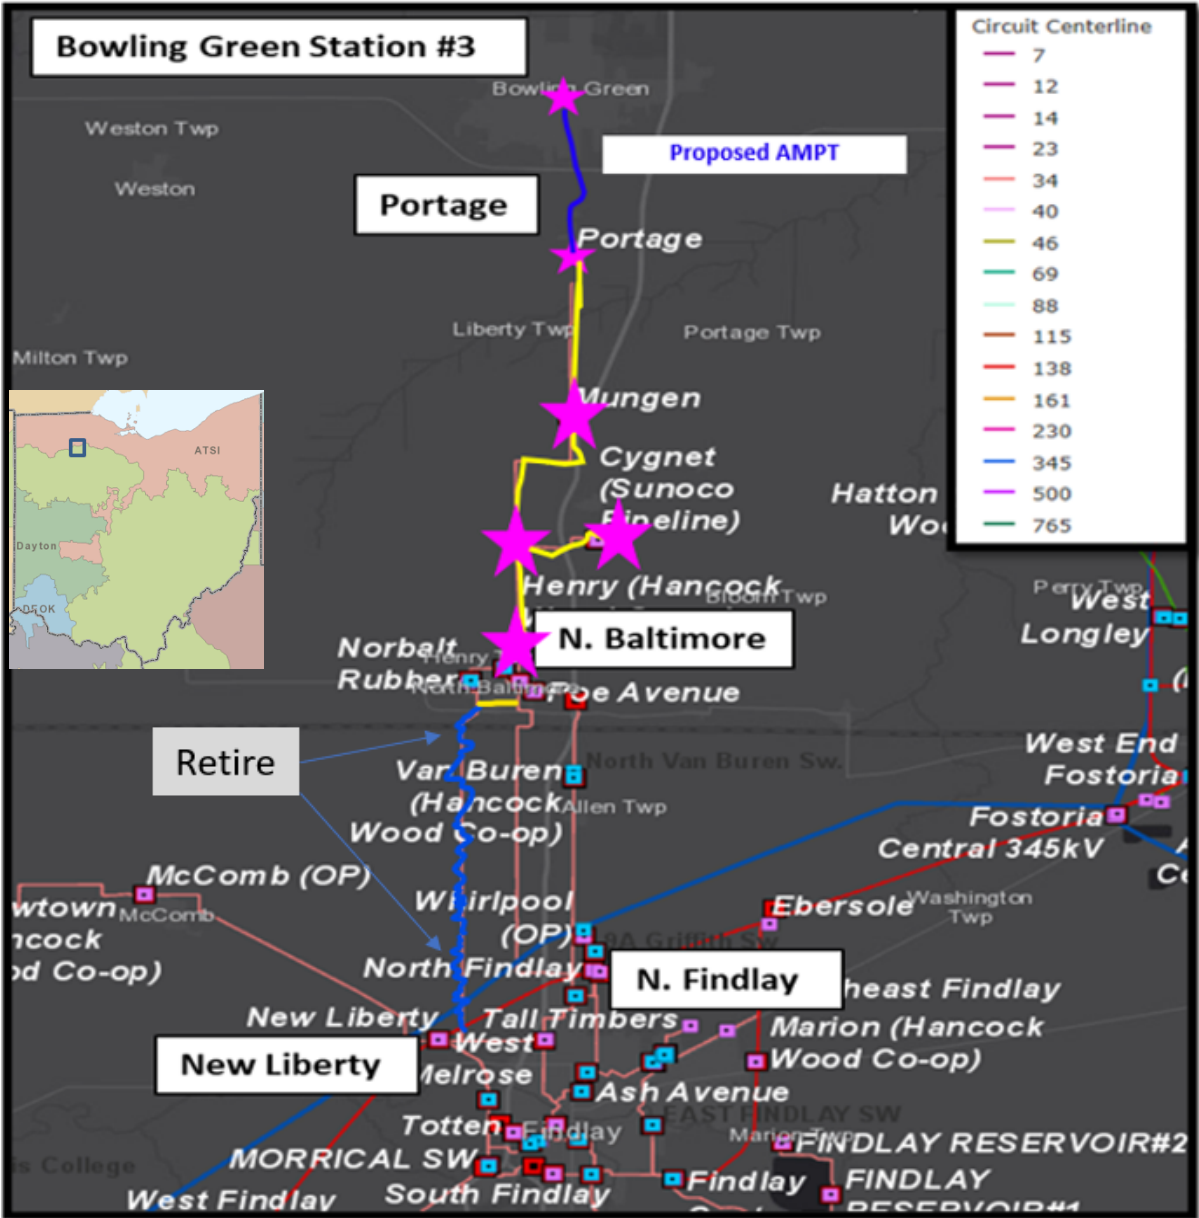 Bowling Green Station #3
Bowling Green
Weston Twp
Proposed AMPT
Weston
Portage
Portage
Liberty Twp
Portage Twp
Milton Twp
Mungen
Cygnet
(Sunoco
Pipeline)
Hatton
Henry (Hancock
Bloom Twp
Perry Twp
West
Longley
N. Baltimore
Norbalt
Rubber
Henry
North Baltimore
Poe Avenue
Retire
North Van Buren Sw.
West End
Fostoria
Van Buren
(Hancock
Wood Co-op)
Allen Twp
Fostoria
Central 345kV
McComb (OP)
McComb
Whirlpool
(OP)
Ebersole
Washington
Twp
North Findlay
N. Findlay
New Liberty
Tall Timbers
West
Marion (Hancock
Wood Co-op)
New Liberty
Melrose
Ash Avenue
EAST FINDLAY SW
Totten
Findlay
Marion Twp
FINDLAY RESERVOIR#2
MORRICAL SW
South Findlay
Findlay
FINDLAY
RESERVOIR#1
West Findlay
Circuit Centerline
7
12
14
23
34
40
46
69
88
115
138
161
230
345
500
765
ATSI
Dayton
DEOK